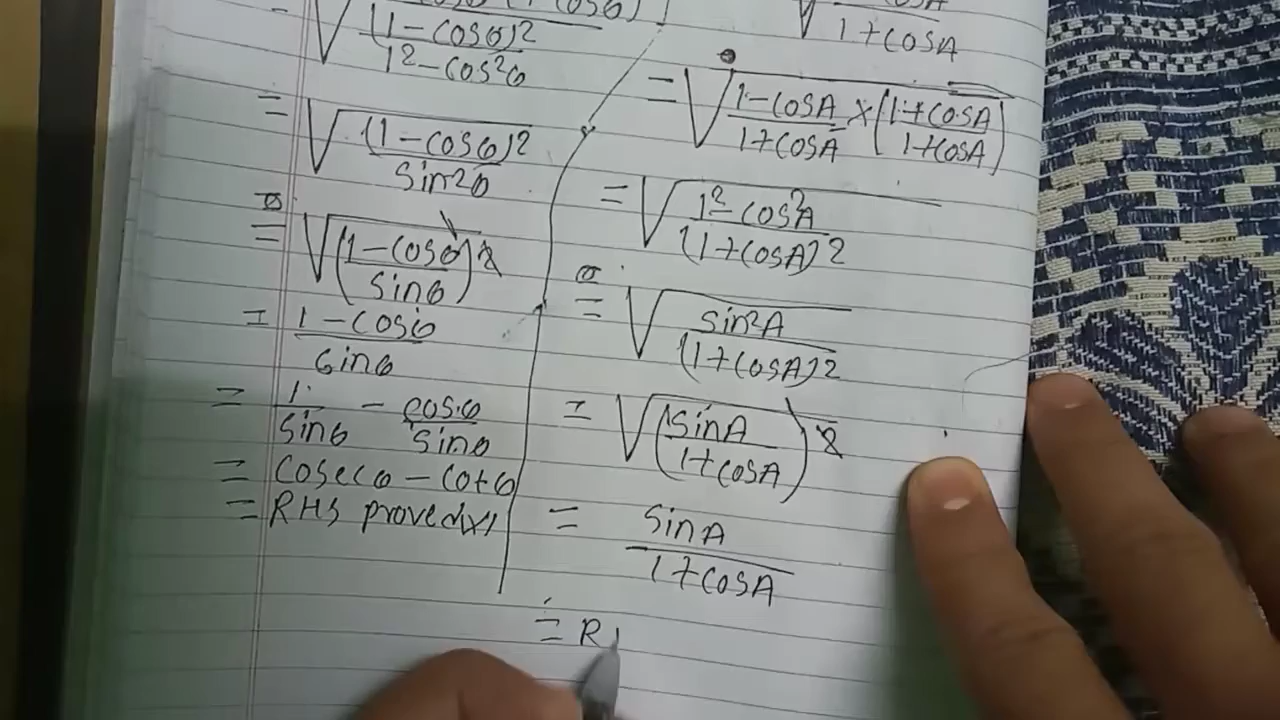 (1-cosθ)²
1²-cos²θ
= √(1-cosθ)²
sin²θ
= √(1-cosθ)²
(sinθ)
= 1-cosθ
sinθ
= 1 - cosθ
sinθ sinθ
= cosecθ-cotθ
= RHS proved
1+cosA
= √1-cosA × (1+cosA)
1+cosA (1+cosA)
= √1²-cos²A
(1+cosA)2
= √sin²A
(1+cosA)2
= √(sinA)²
(1+cosA)
= sinA
1+cosA
= R